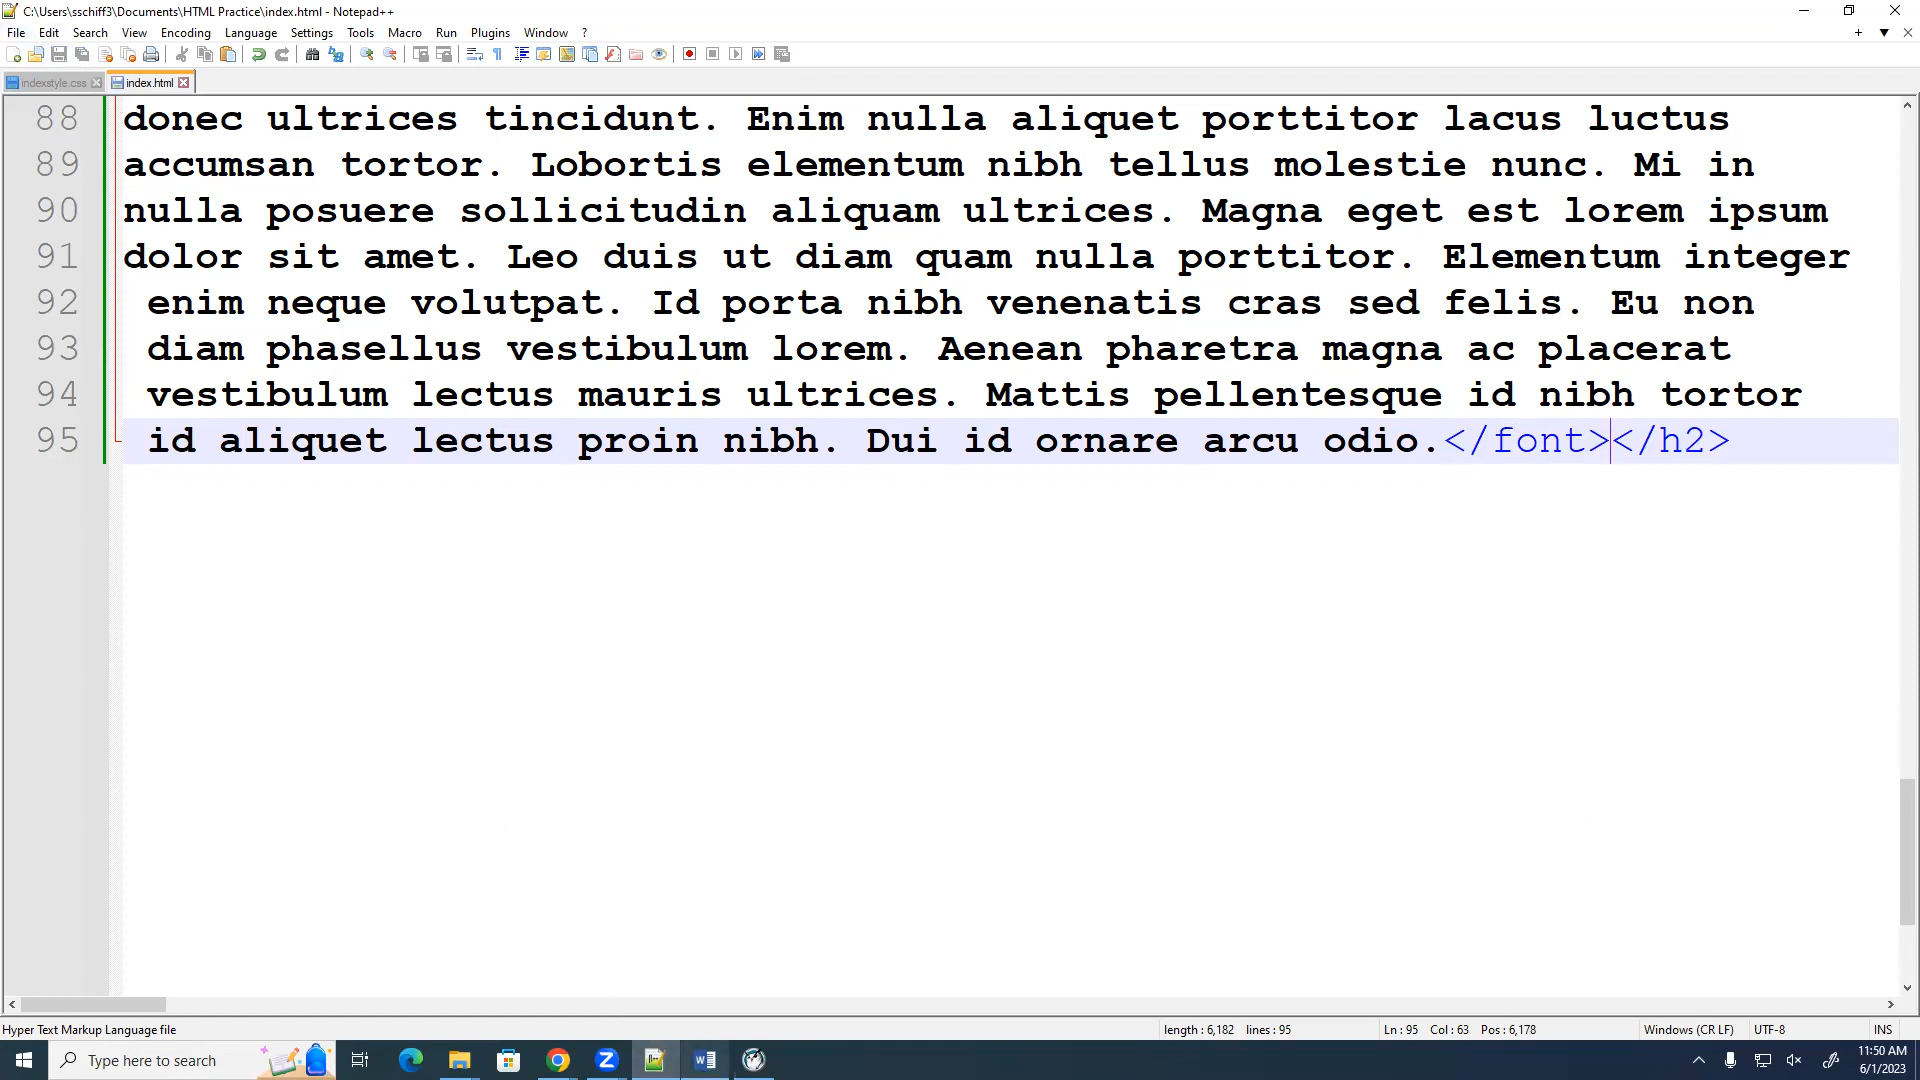 C:\Users\sschiff3\Documents\HTML Practice\index.html - Notepad++
File Edit Search View Encoding Language Settings Tools Macro Run Plugins Window ?
indexstyle.css index.html
88 donec ultrices tincidunt. Enim nulla aliquet porttitor lacus luctus
89 accumsan tortor. Lobortis elementum nibh tellus molestie nunc. Mi in
90 nulla posuere sollicitudin aliquam ultrices. Magna eget est lorem ipsum
91 dolor sit amet. Leo duis ut diam quam nulla porttitor. Elementum integer
92 enim neque volutpat. Id porta nibh venenatis cras sed felis. Eu non
93 diam phasellus vestibulum lorem. Aenean pharetra magna ac placerat
94 vestibulum lectus mauris ultrices. Mattis pellentesque id nibh tortor
95 id aliquet lectus proin nibh. Dui id ornare arcu odio.</font></h2>
Hyper Text Markup Language file length : 6,182 lines : 95 Ln : 95 Col : 63 Pos : 6,178 Windows (CR LF) UTF-8 INS
Type here to search
11:50 AM
6/1/2023